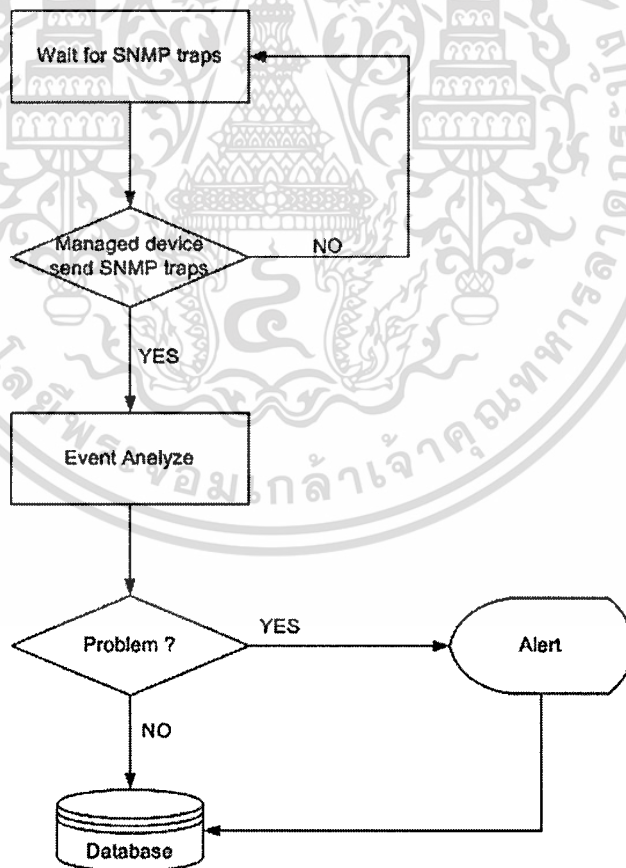 Wait for SNMP traps
Managed device
send SNMP traps
NO
YES
Event Analyze
Problem ?
YES
Alert
NO
Database